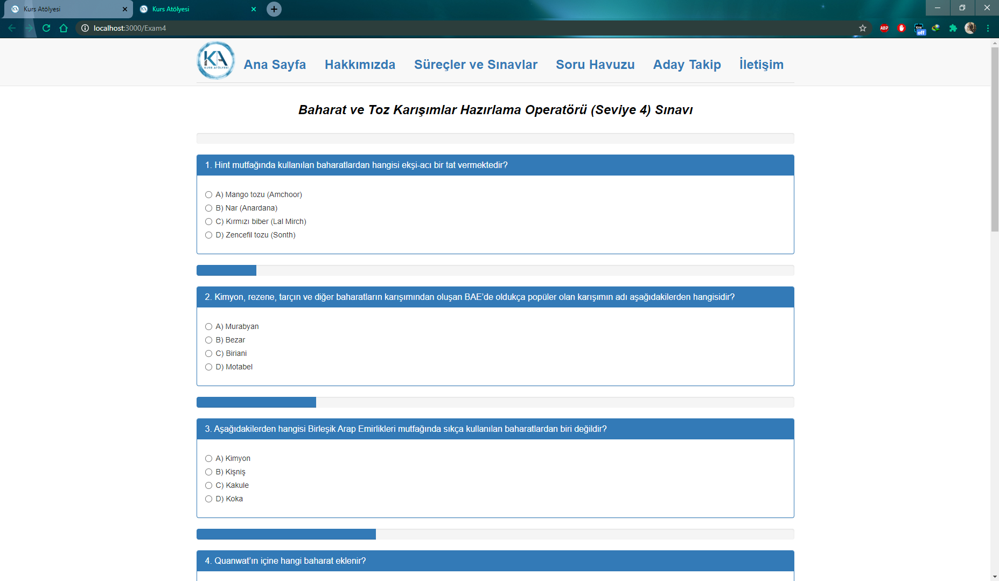 Kurs Atölyesi
Kurs Atölyesi
localhost:3000/Exam4
ABP
off
KA
KURS ATÖLYESİ
Ana Sayfa Hakkımızda Süreçler ve Sınavlar Soru Havuzu Aday Takip İletişim
Baharat ve Toz Karışımlar Hazırlama Operatörü (Seviye 4) Sınavı
1. Hint mutfağında kullanılan baharatlardan hangisi ekşi-acı bir tat vermektedir?
A) Mango tozu (Amchoor)
B) Nar (Anardana)
C) Kırmızı biber (Lal Mirch)
D) Zencefil tozu (Sonth)
2. Kimyon, rezene, tarçın ve diğer baharatların karışımından oluşan BAE'de oldukça popüler olan karışımın adı aşağıdakilerden hangisidir?
A) Murabyan
B) Bezar
C) Biriani
D) Motabel
3. Aşağıdakilerden hangisi Birleşik Arap Emirlikleri mutfağında sıkça kullanılan baharatlardan biri değildir?
A) Kimyon
B) Kişniş
C) Kakule
D) Koka
4. Quanwat'ın içine hangi baharat eklenir?